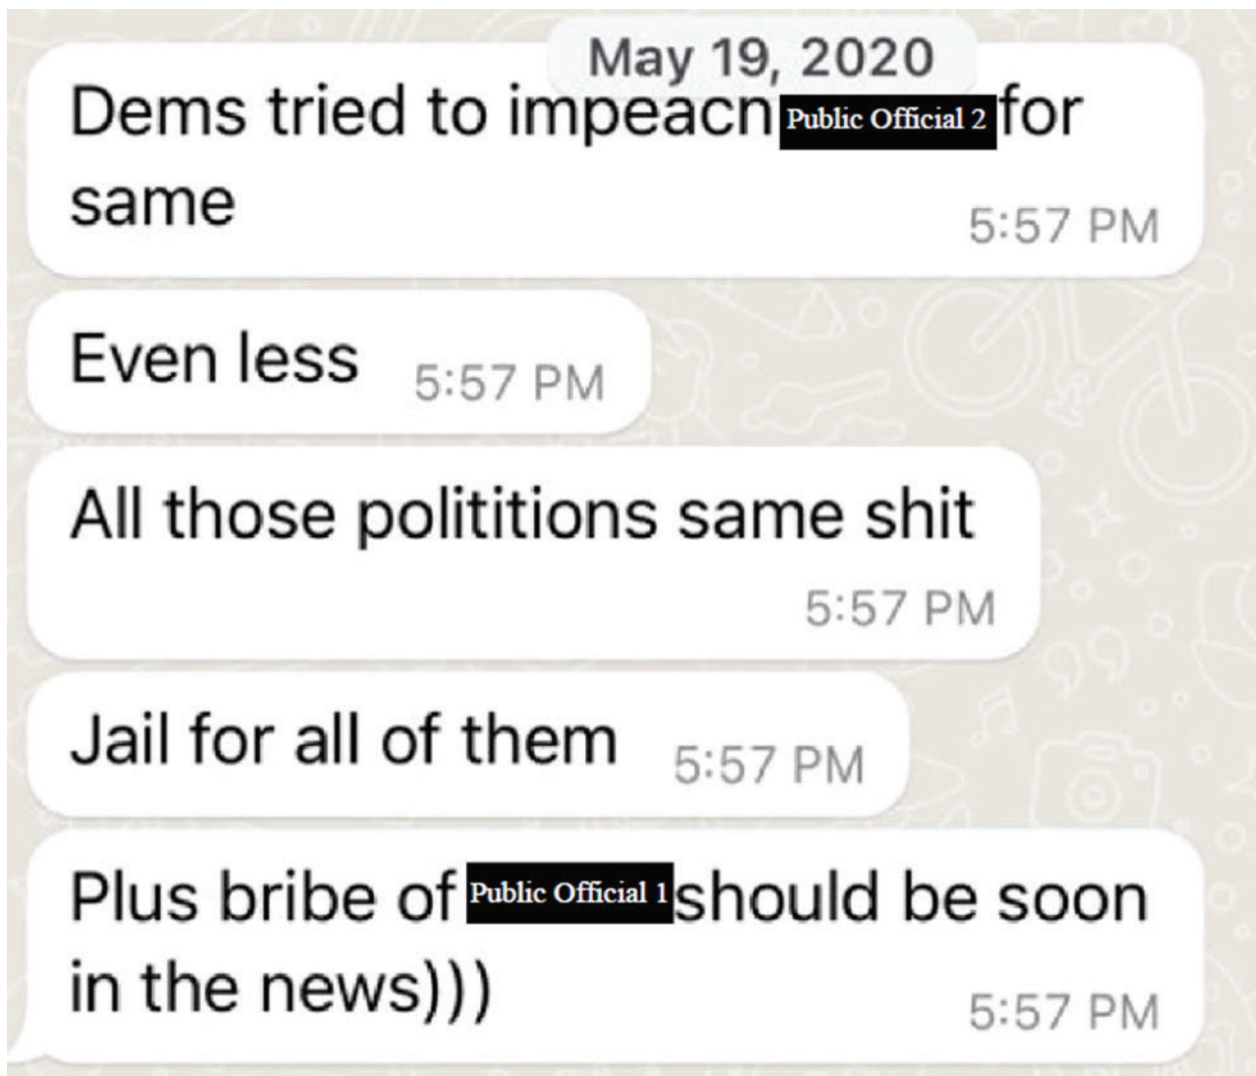 May 19, 2020
Dems tried to impeacn Public Official 2 for
same
5:57 PM
Even less 5:57 PM
All those polititions same shit
5:57 PM
Jail for all of them 5:57 PM
Plus bribe of Public Official 1 should be soon
in the news)))
5:57 PM